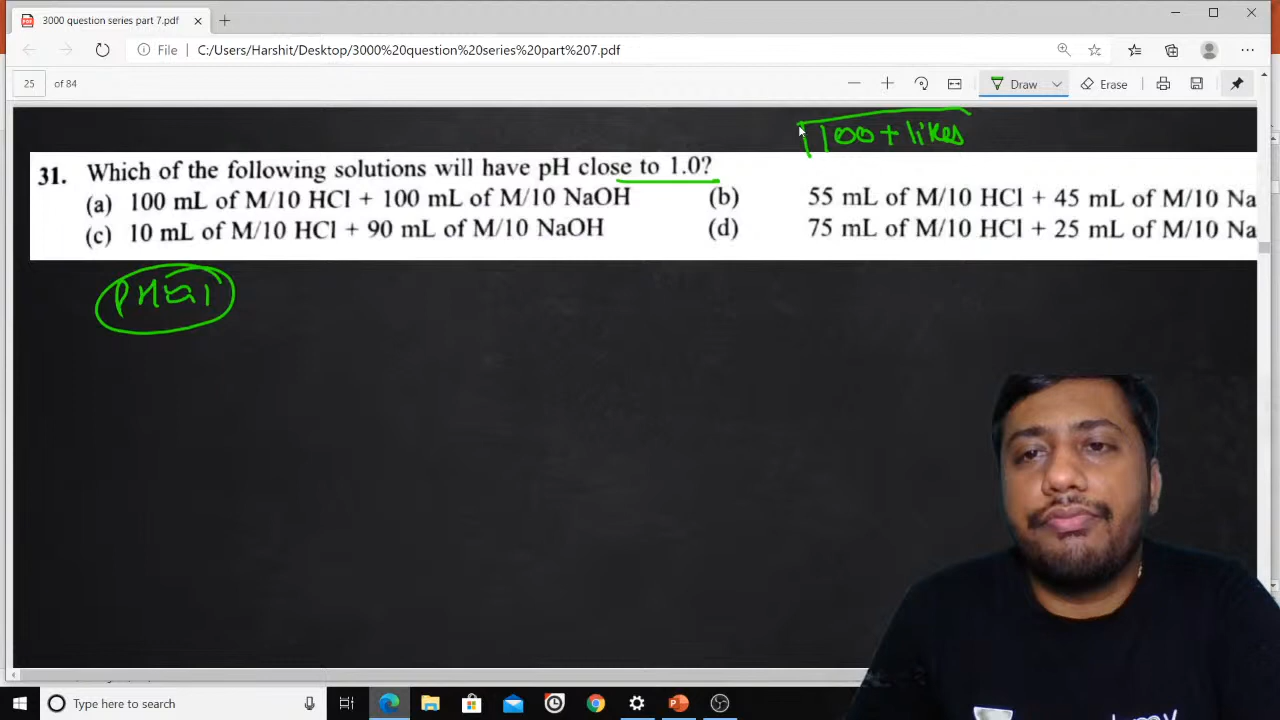 3000 question series part 7.pdf
File C:/Users/Harshit/Desktop/3000%20question%20series%20part%207.pdf
25 of 84 Draw Erase
100+ likes
31. Which of the following solutions will have pH close to 1.0?
(a) 100 mL of M/10 HCl + 100 mL of M/10 NaOH (b) 55 mL of M/10 HCl + 45 mL of M/10 Na
(c) 10 mL of M/10 HCl + 90 mL of M/10 NaOH (d) 75 mL of M/10 HCl + 25 mL of M/10 Na
Type here to search